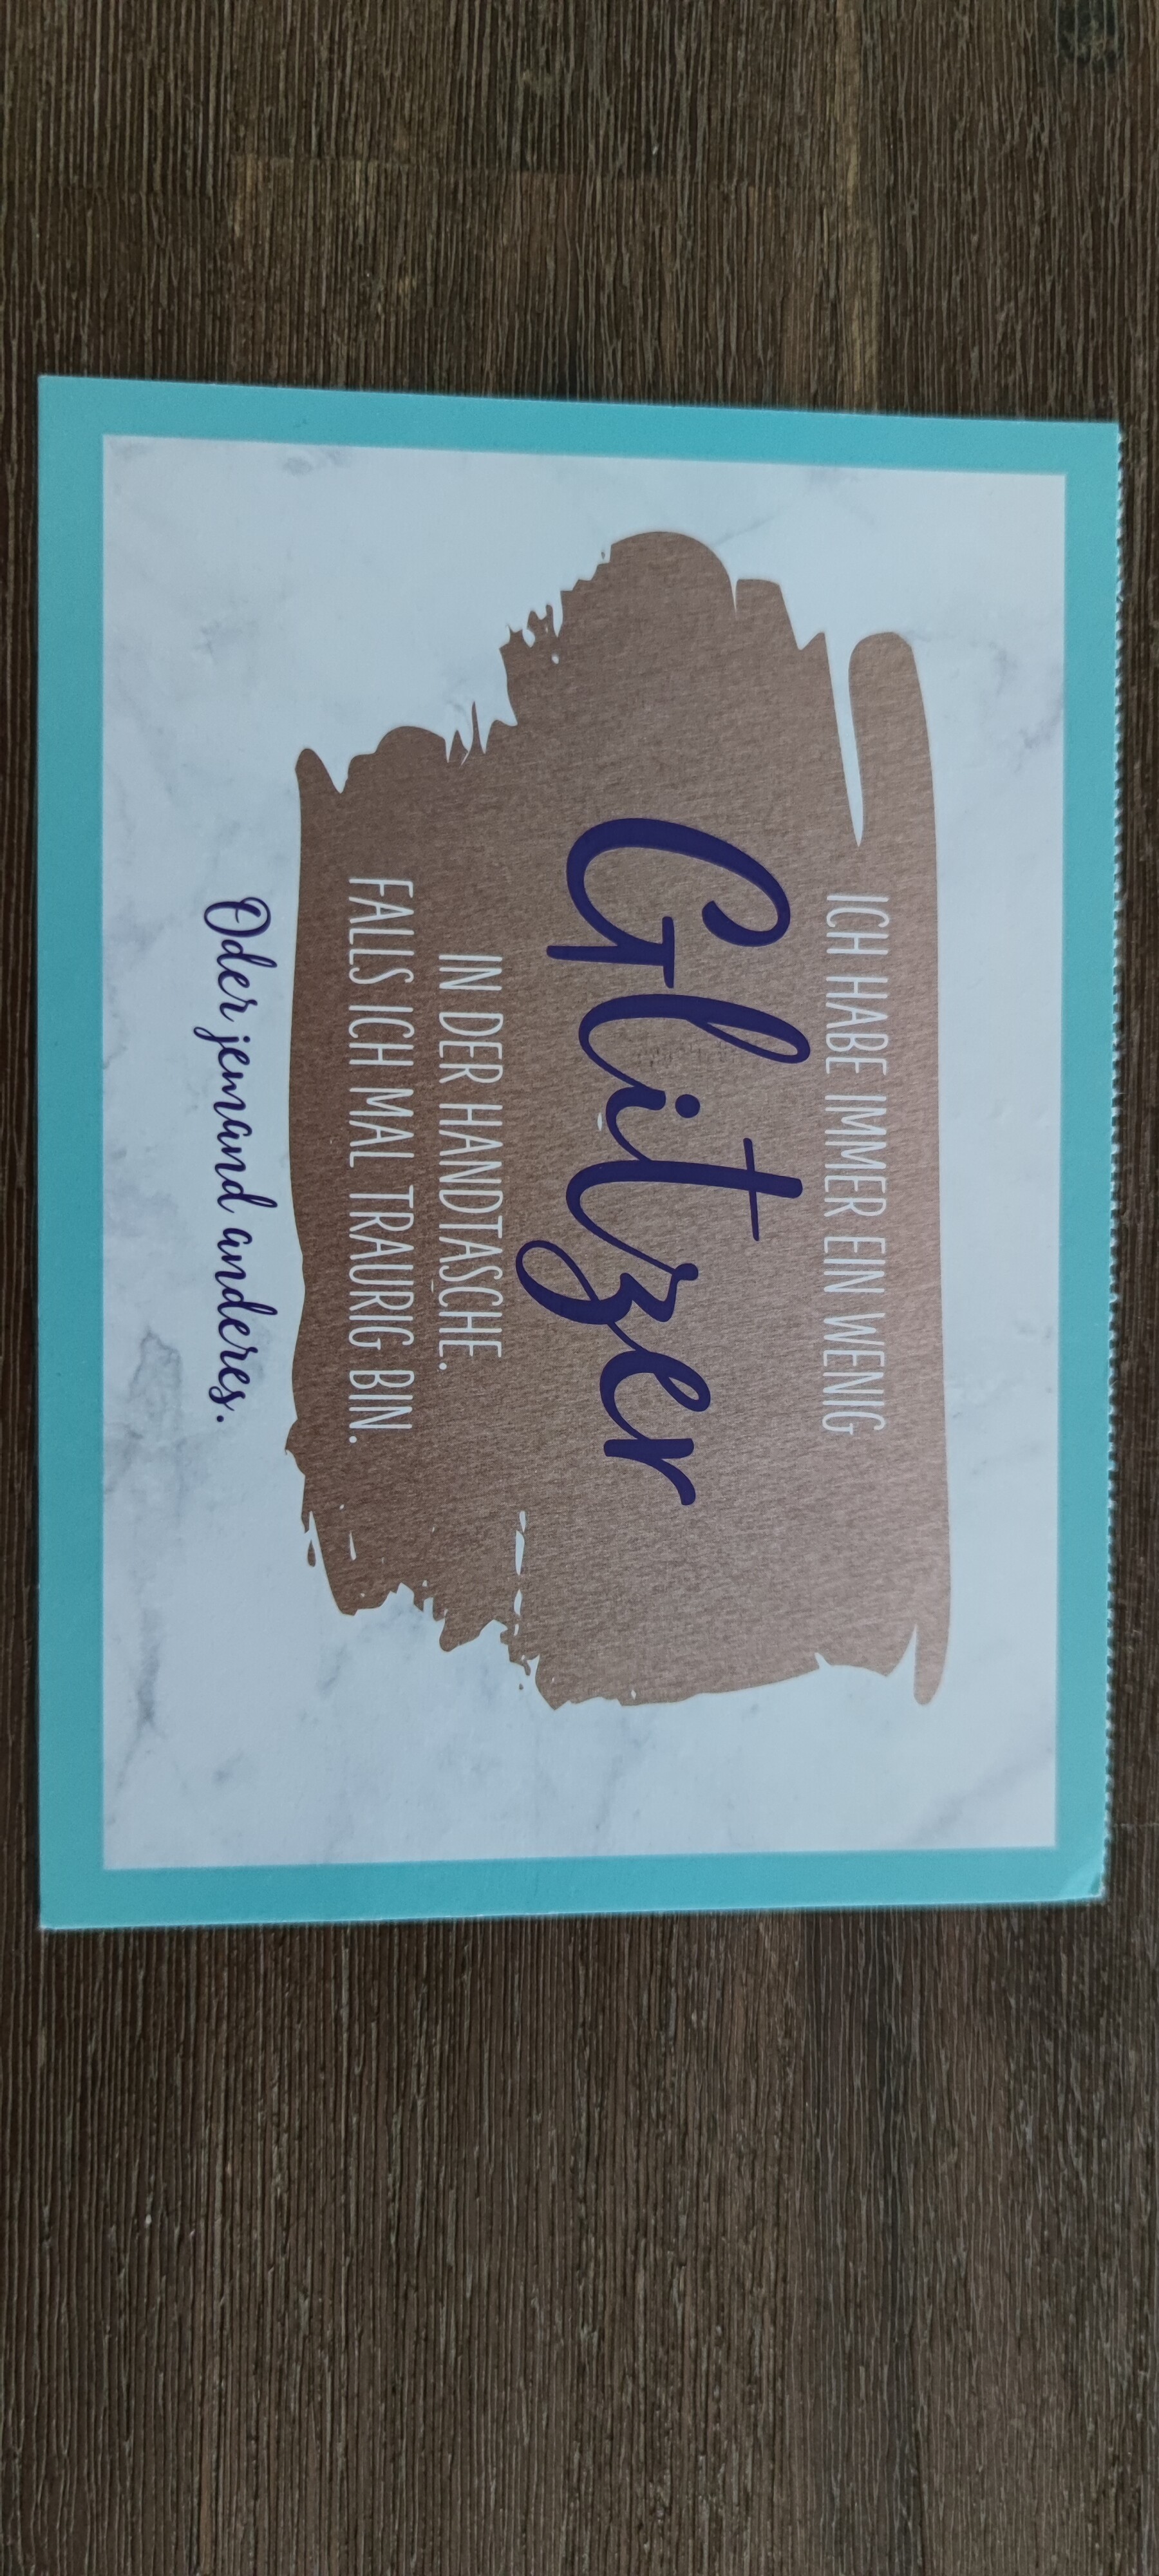 ICH HABE IMMER EIN WENIG
Glitzer
IN DER HANDTASCHE.
FALLS ICH MAL TRAURIG BIN.
Oder jemand anderes.